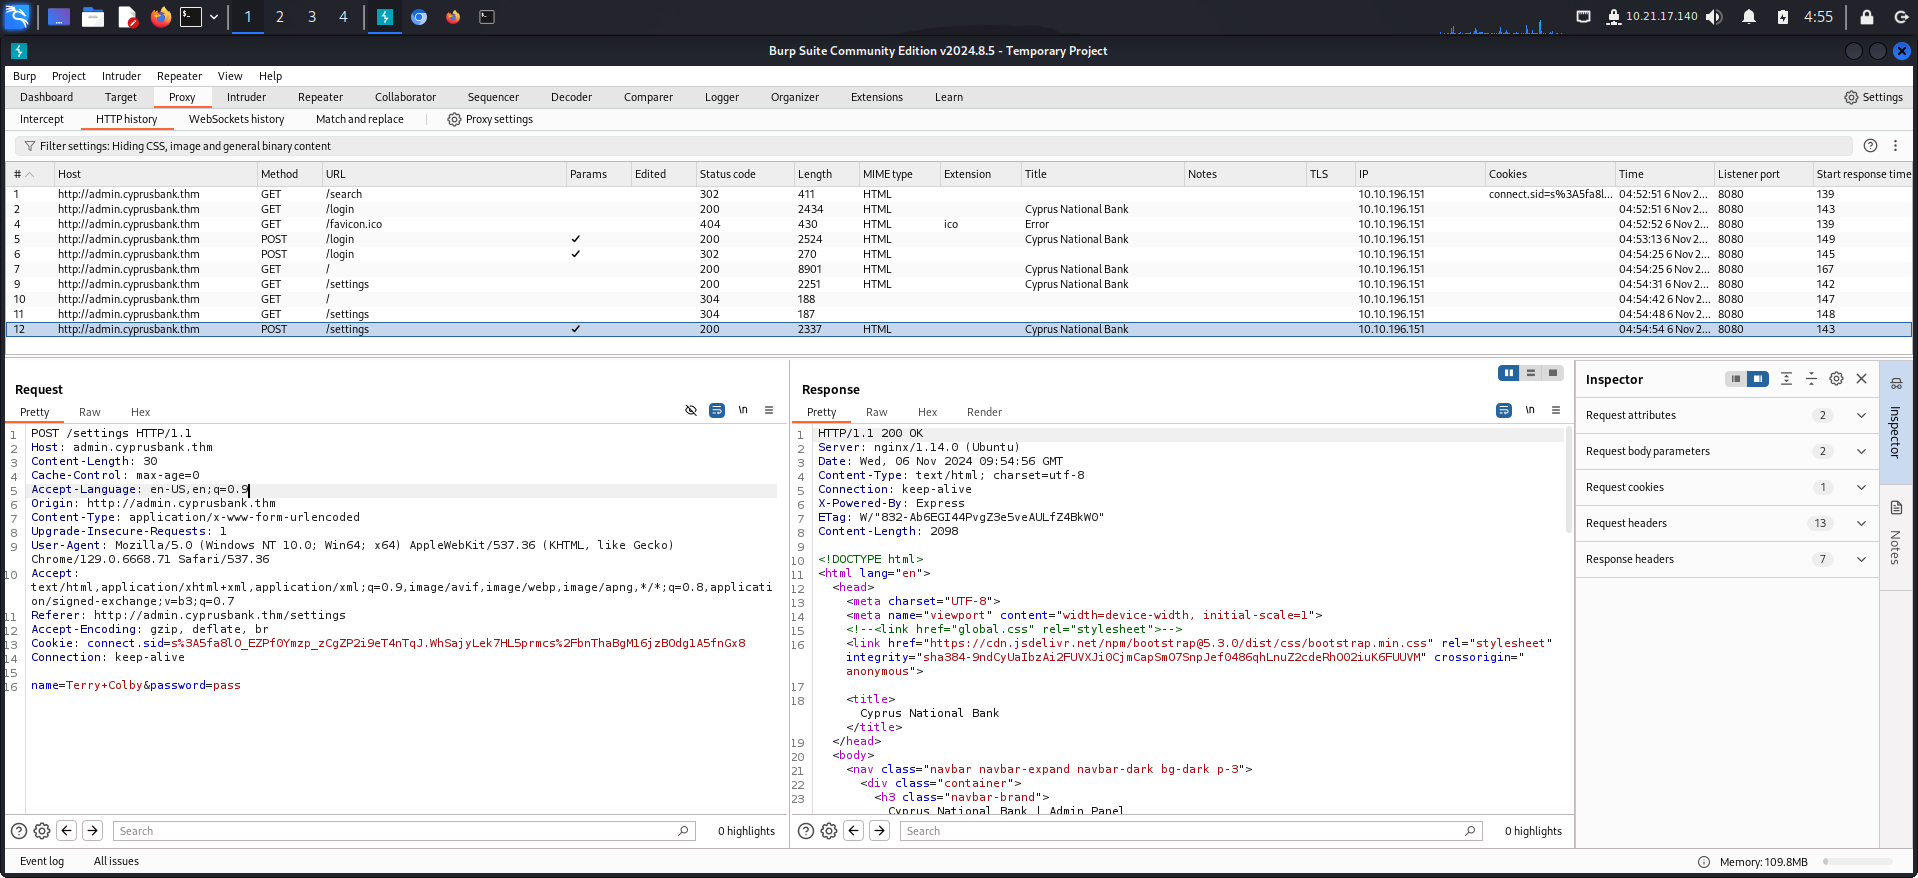 1 2 3 4 10.21.17.140 4:55
Burp Suite Community Edition v2024.8.5 - Temporary Project
Burp Project Intruder Repeater View Help
Dashboard Target Proxy Intruder Repeater Collaborator Sequencer Decoder Comparer Logger Organizer Extensions Learn Settings
Intercept HTTP history WebSockets history Match and replace Proxy settings
Filter settings: Hiding CSS, image and general binary content
# Host Method URL Params Edited Status code Length MIME type Extension Title Notes TLS IP Cookies Time Listener port Start response time
1 http://admin.cyprusbank.thm GET /search 302 411 HTML 10.10.196.151 connect.sid=s%3A5fa8l... 04:52:51 6 Nov 2... 8080 139
2 http://admin.cyprusbank.thm GET /login 200 2434 HTML Cyprus National Bank 10.10.196.151 04:52:51 6 Nov 2... 8080 143
4 http://admin.cyprusbank.thm GET /favicon.ico 404 430 HTML ico Error 10.10.196.151 04:52:52 6 Nov 2... 8080 139
5 http://admin.cyprusbank.thm POST /login ✓ 200 2524 HTML Cyprus National Bank 10.10.196.151 04:53:13 6 Nov 2... 8080 149
6 http://admin.cyprusbank.thm POST /login ✓ 302 270 HTML 10.10.196.151 04:54:25 6 Nov 2... 8080 145
7 http://admin.cyprusbank.thm GET / 200 8901 HTML Cyprus National Bank 10.10.196.151 04:54:25 6 Nov 2... 8080 167
9 http://admin.cyprusbank.thm GET /settings 200 2251 HTML Cyprus National Bank 10.10.196.151 04:54:31 6 Nov 2... 8080 142
10 http://admin.cyprusbank.thm GET / 304 188 10.10.196.151 04:54:42 6 Nov 2... 8080 147
11 http://admin.cyprusbank.thm GET /settings 304 187 10.10.196.151 04:54:48 6 Nov 2... 8080 148
12 http://admin.cyprusbank.thm POST /settings ✓ 200 2337 HTML Cyprus National Bank 10.10.196.151 04:54:54 6 Nov 2... 8080 143
Request
Pretty Raw Hex \n
1 POST /settings HTTP/1.1
2 Host: admin.cyprusbank.thm
3 Content-Length: 30
4 Cache-Control: max-age=0
5 Accept-Language: en-US,en;q=0.9
6 Origin: http://admin.cyprusbank.thm
7 Content-Type: application/x-www-form-urlencoded
8 Upgrade-Insecure-Requests: 1
9 User-Agent: Mozilla/5.0 (Windows NT 10.0; Win64; x64) AppleWebKit/537.36 (KHTML, like Gecko)
Chrome/129.0.6668.71 Safari/537.36
10 Accept:
text/html,application/xhtml+xml,application/xml;q=0.9,image/avif,image/webp,image/apng,*/*;q=0.8,applicati
on/signed-exchange;v=b3;q=0.7
11 Referer: http://admin.cyprusbank.thm/settings
12 Accept-Encoding: gzip, deflate, br
13 Cookie: connect.sid=s%3A5fa8lO_EZPf0Ymzp_zCgZP2i9eT4nTqJ.WhSajyLek7HL5prmcs%2FbnThaBgM16jzBOdg1A5fnGx8
14 Connection: keep-alive
15
16 name=Terry+Colby&password=pass
Search 0 highlights
Response
Pretty Raw Hex Render \n
1 HTTP/1.1 200 OK
2 Server: nginx/1.14.0 (Ubuntu)
3 Date: Wed, 06 Nov 2024 09:54:56 GMT
4 Content-Type: text/html; charset=utf-8
5 Connection: keep-alive
6 X-Powered-By: Express
7 ETag: W/"832-Ab6EGI44PvgZ3e5veAULfZ4BkW0"
8 Content-Length: 2098
9
10 <!DOCTYPE html>
11 <html lang="en">
12 <head>
13 <meta charset="UTF-8">
14 <meta name="viewport" content="width=device-width, initial-scale=1">
15 <!--<link href="global.css" rel="stylesheet">-->
16 <link href="https://cdn.jsdelivr.net/npm/bootstrap@5.3.0/dist/css/bootstrap.min.css" rel="stylesheet"
integrity="sha384-9ndCyUaIbzAi2FUVXJi0CjmCapSmO7SnpJef0486qhLnuZ2cdeRhO02iuK6FUUVM" crossorigin="
anonymous">
17
18 <title>
Cyprus National Bank
</title>
19 </head>
20 <body>
21 <nav class="navbar navbar-expand navbar-dark bg-dark p-3">
22 <div class="container">
23 <h3 class="navbar-brand">
Cyprus National Bank | Admin Panel
Search 0 highlights
Inspector
Request attributes 2
Request body parameters 2
Request cookies 1
Request headers 13
Response headers 7
Inspector
Notes
Event log All issues Memory: 109.8MB